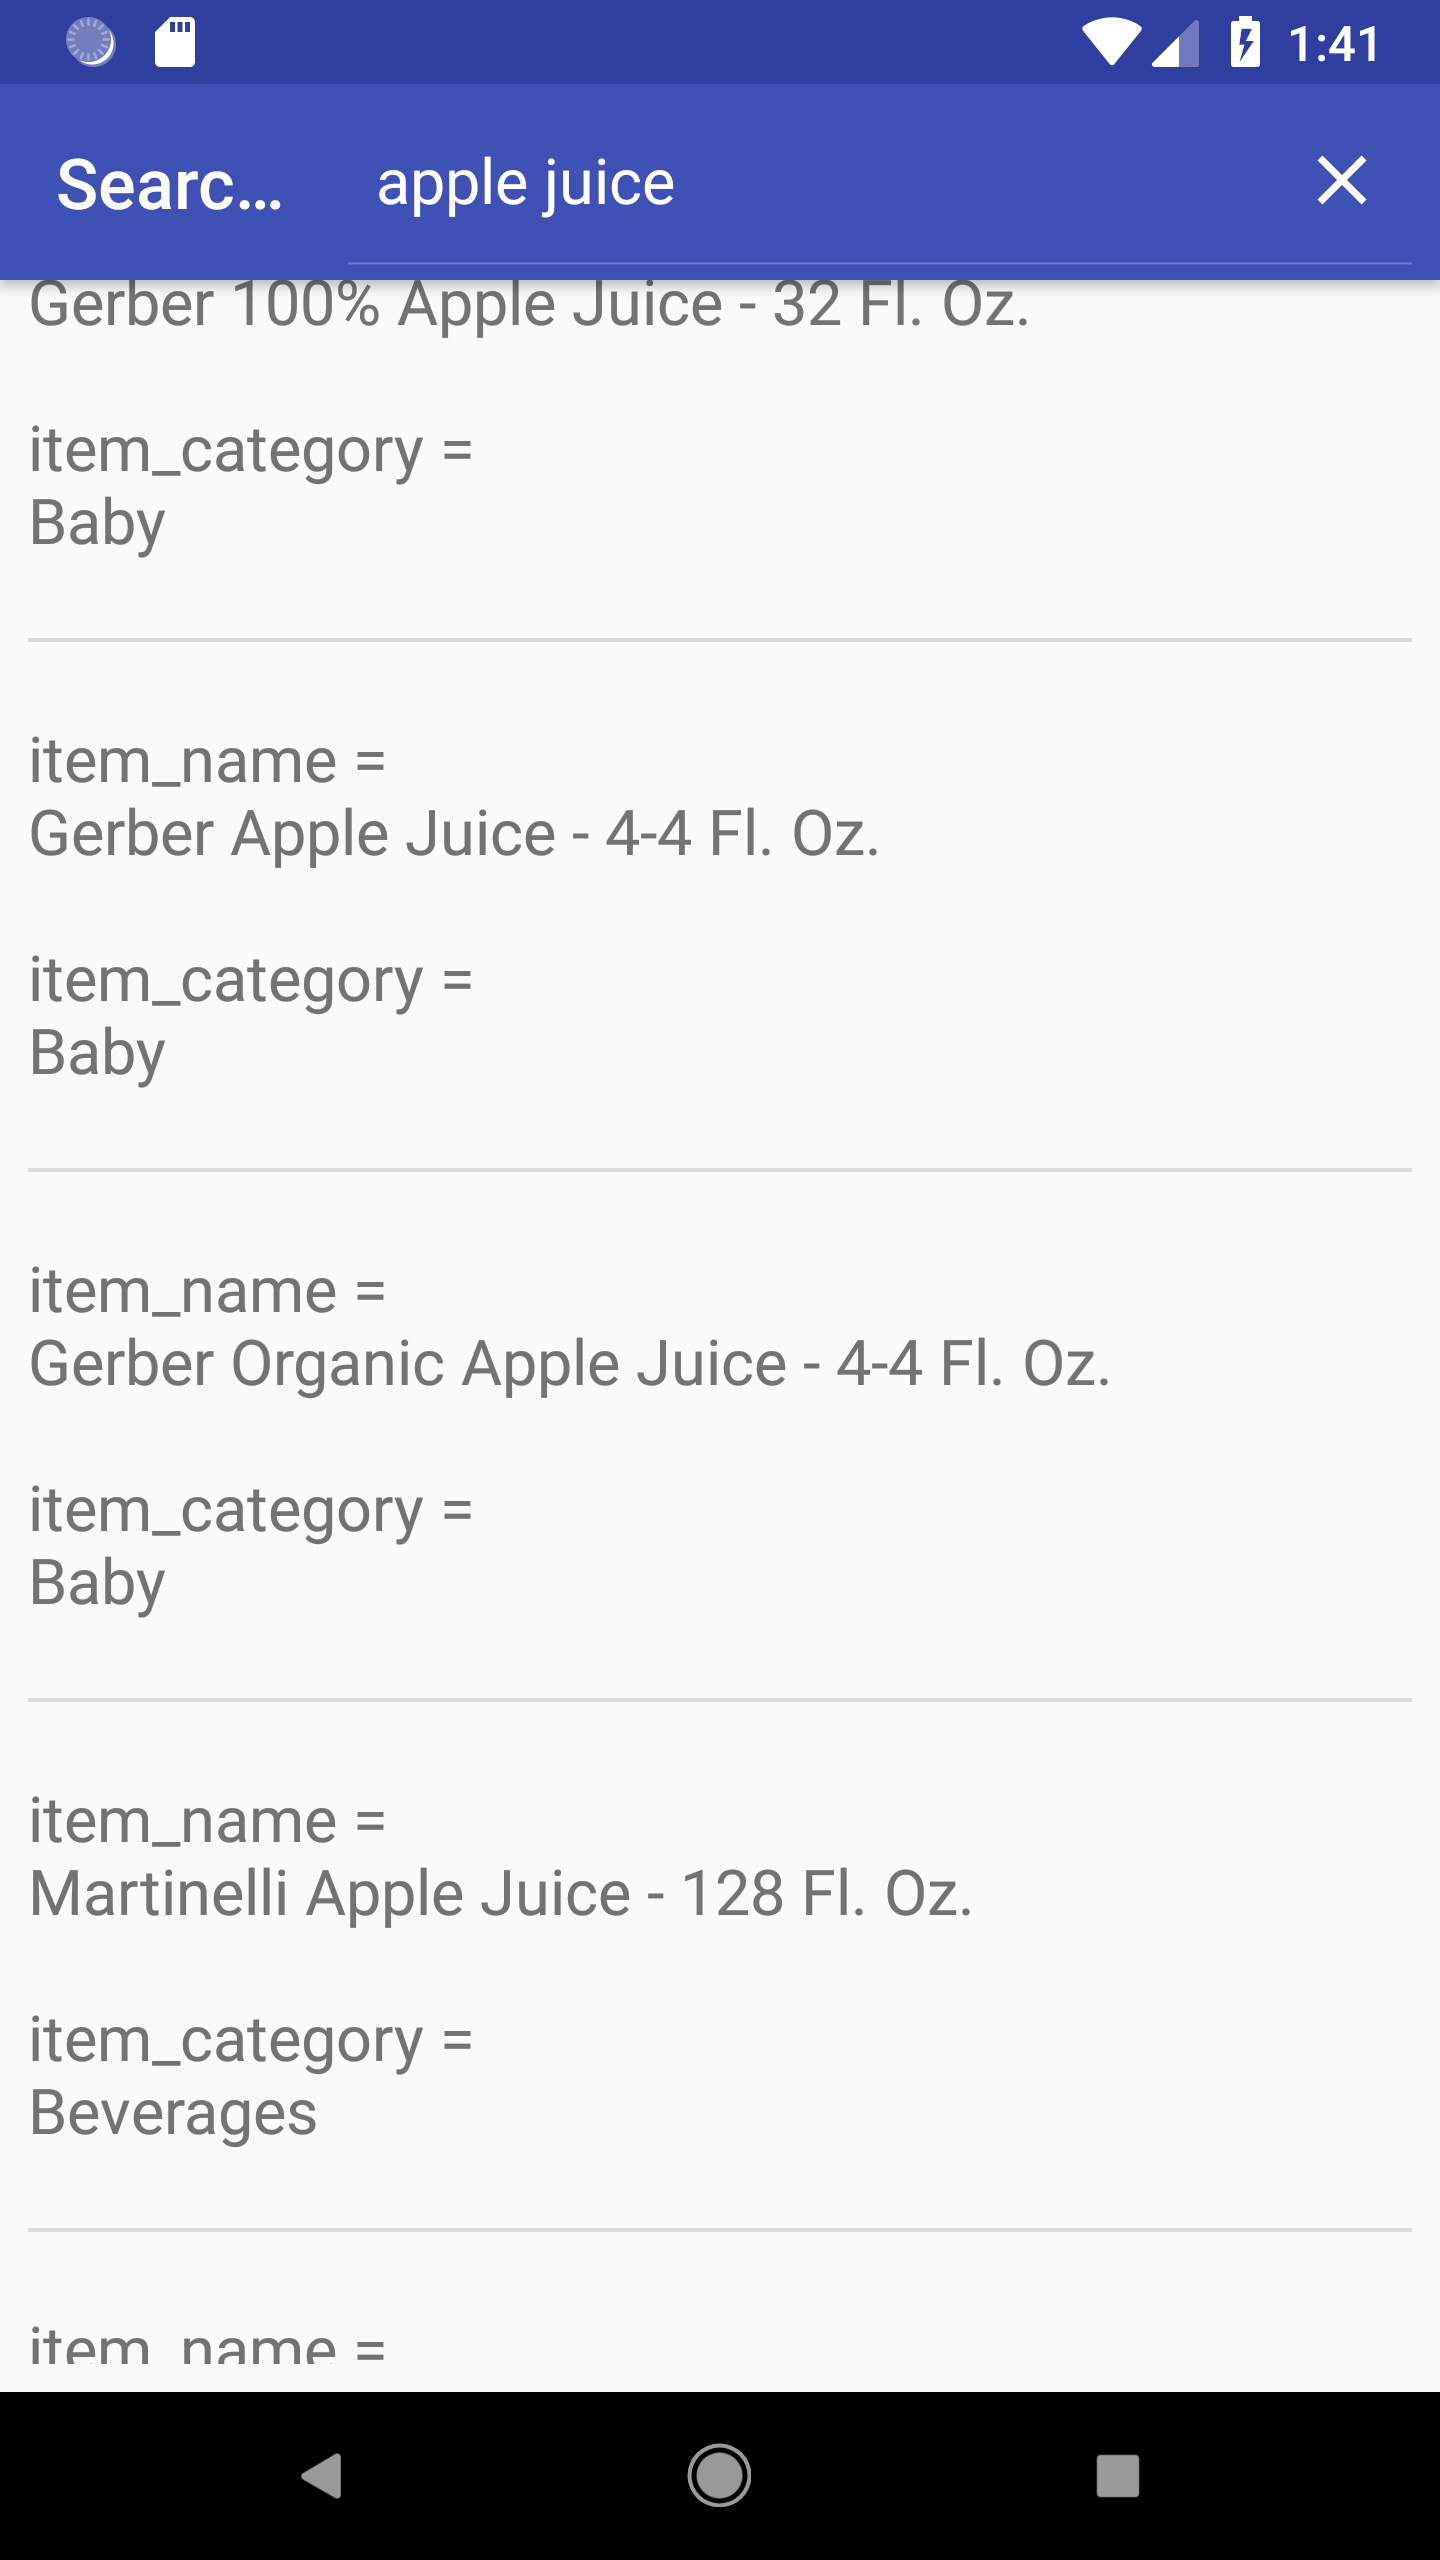 1:41
Searc...
apple juice
Gerber 100% Apple Juice - 32 Fl. Oz.
item_category =
Baby
item_name =
Gerber Apple Juice - 4-4 Fl. Oz.
item_category =
Baby
item_name =
Gerber Organic Apple Juice - 4-4 Fl. Oz.
item_category =
Baby
item_name =
Martinelli Apple Juice - 128 Fl. Oz.
item_category =
Beverages
item_name =